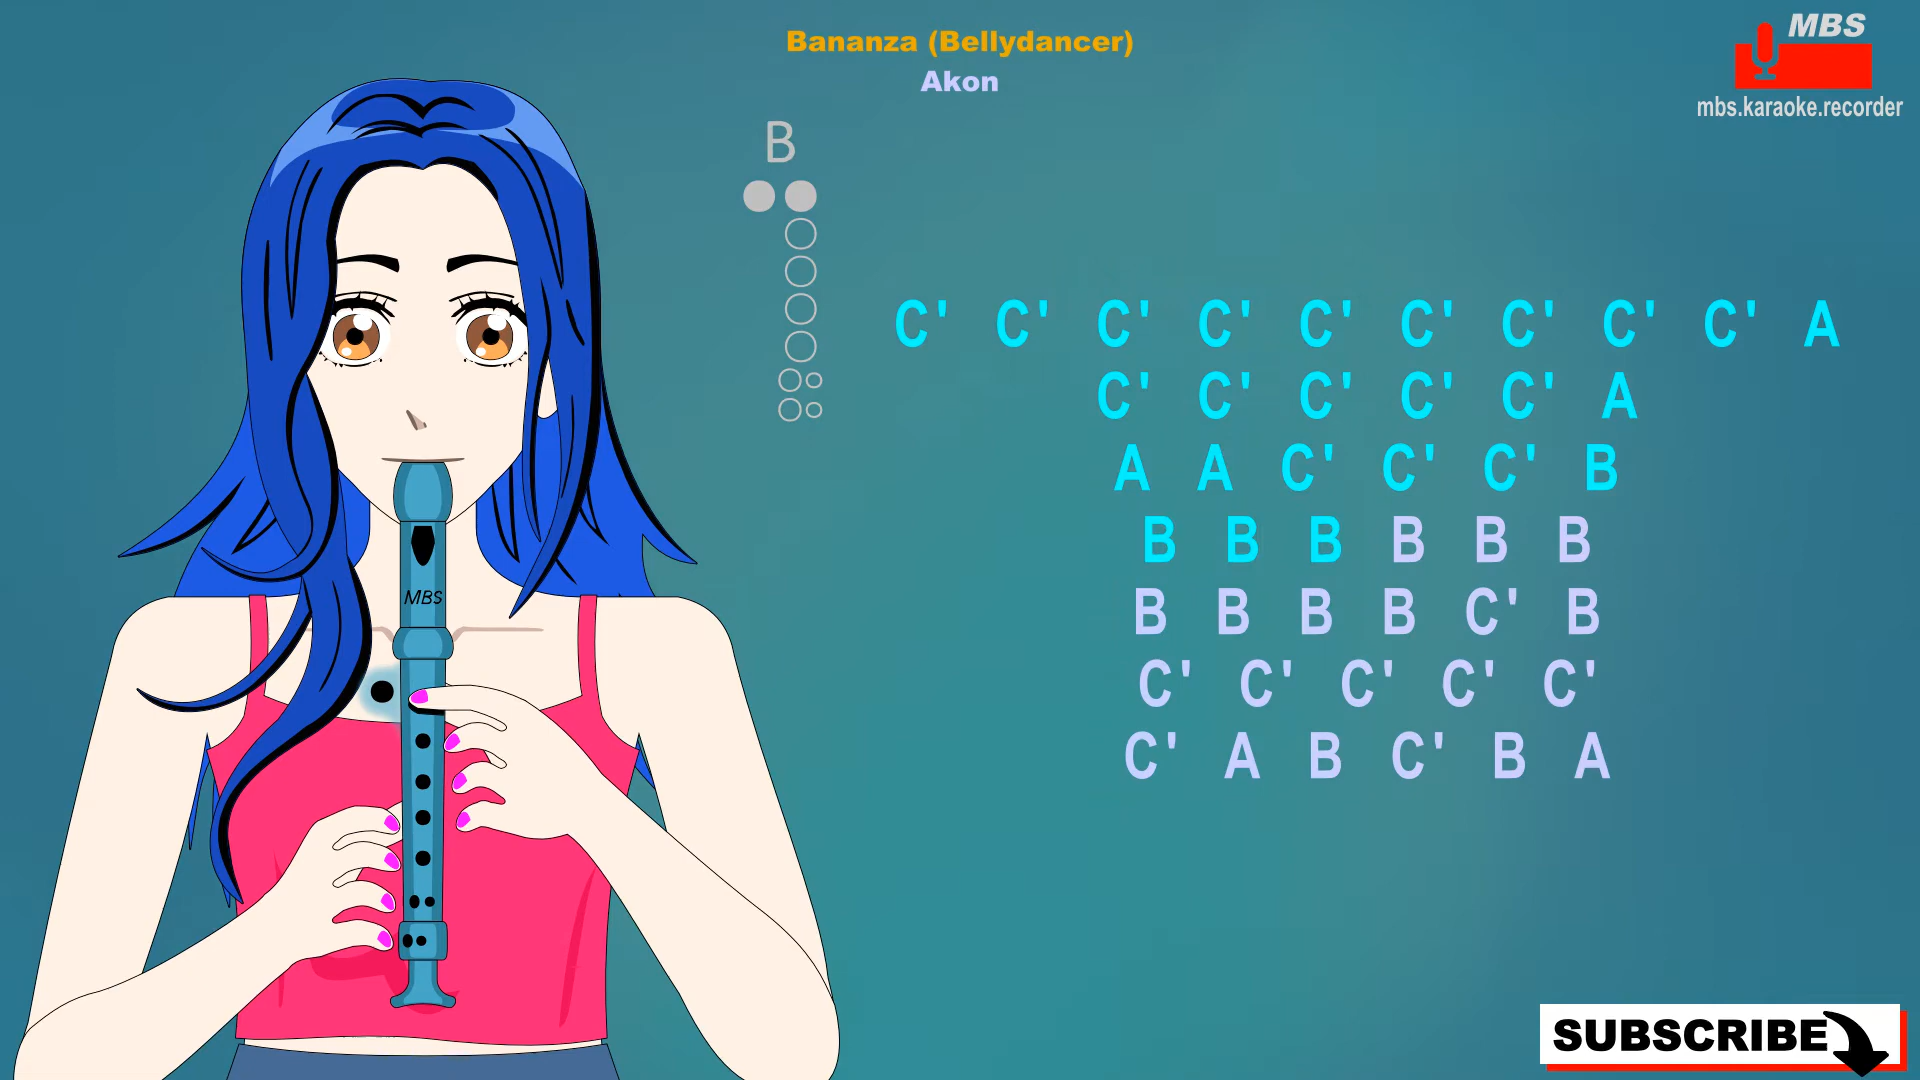 Bananza (Bellydancer)
Akon
MBS
mbs.karaoke.recorder
B
C' C' C' C' C' C' C' C' C' A
C' C' C' C' C' A
A A C' C' C' B
B B B B B B
B B B B C' B
C' C' C' C' C'
C' A B C' B A
MBS
SUBSCRIBE